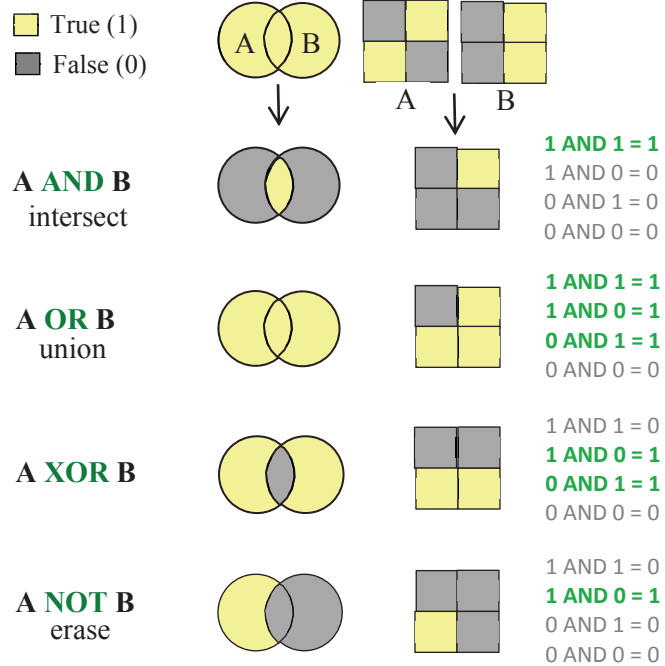 True (1)
False (0)
A B
A B
1 AND 1 = 1
1 AND 0 = 0
0 AND 1 = 0
0 AND 0 = 0
A AND B
intersect
1 AND 1 = 1
1 AND 0 = 1
0 AND 1 = 1
0 AND 0 = 0
A OR B
union
1 AND 1 = 0
1 AND 0 = 1
0 AND 1 = 1
0 AND 0 = 0
A XOR B
1 AND 1 = 0
1 AND 0 = 1
0 AND 1 = 0
0 AND 0 = 0
A NOT B
erase